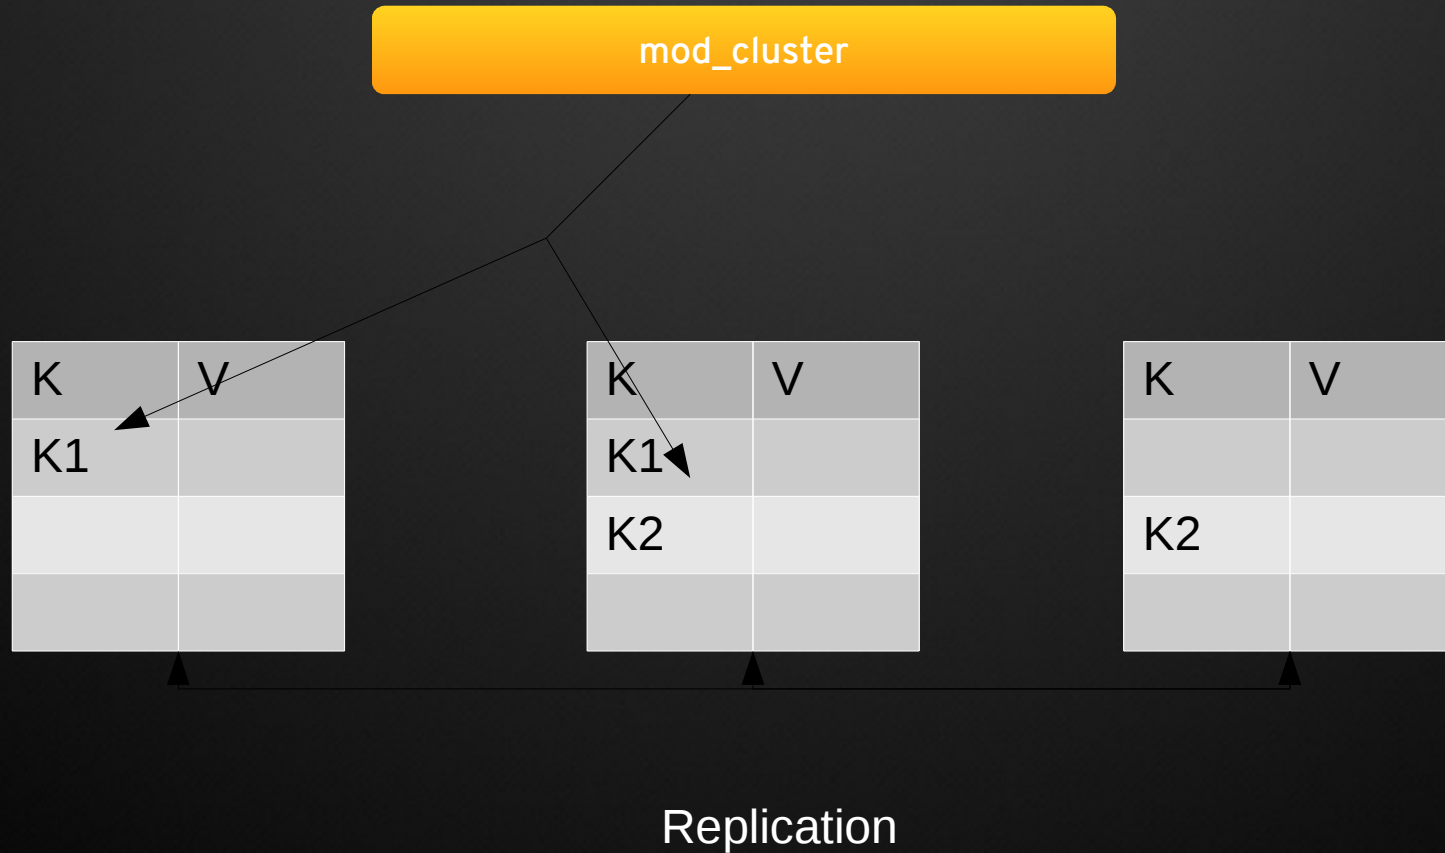 mod_cluster
K V
K1
K V
K1
K2
K V
K2
Replication